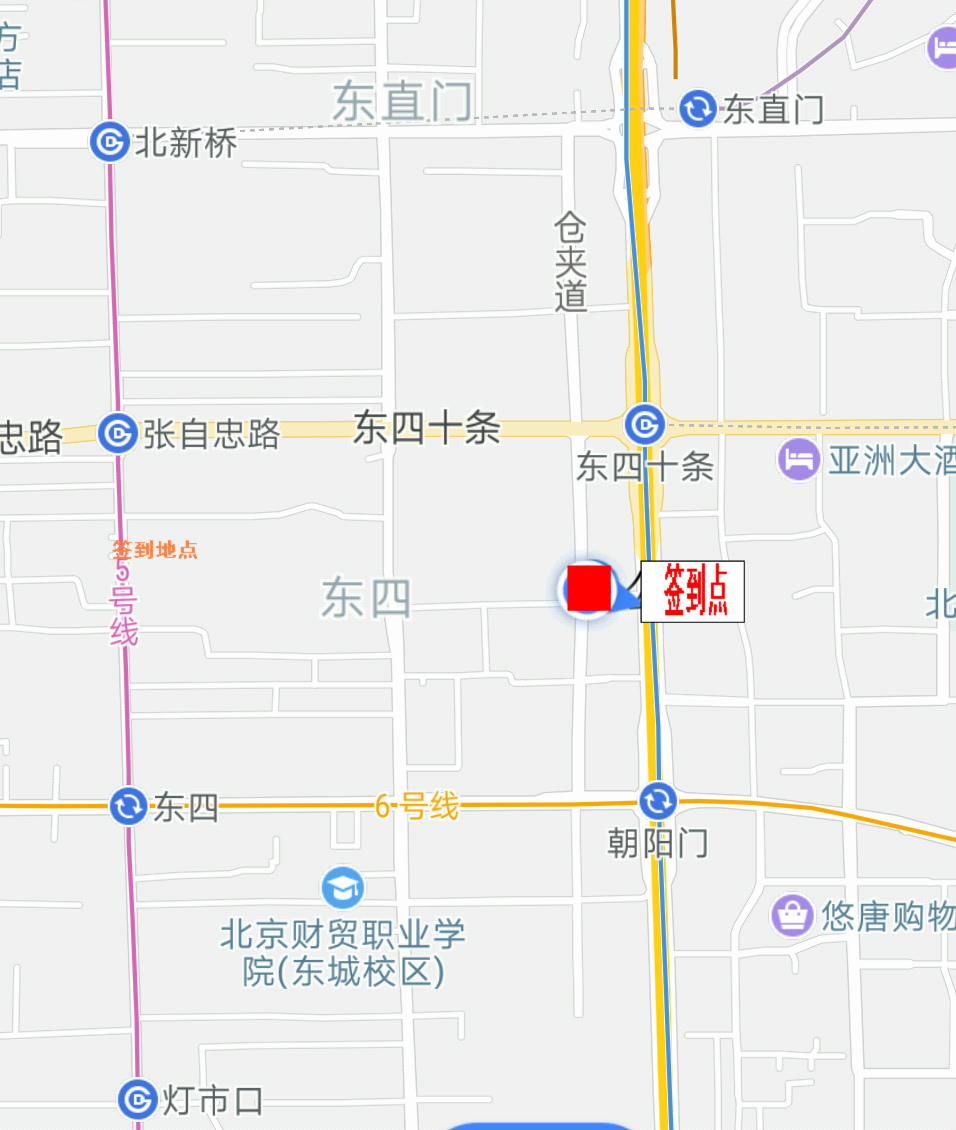 方
店
东直门
东直门
北新桥
仓夹道
忠路
张自忠路
东四十条
东四十条
亚洲大酒
签到地点
5号线
东四
签到点
北
东四
6号线
朝阳门
北京财贸职业学
院(东城校区)
悠唐购物
灯市口